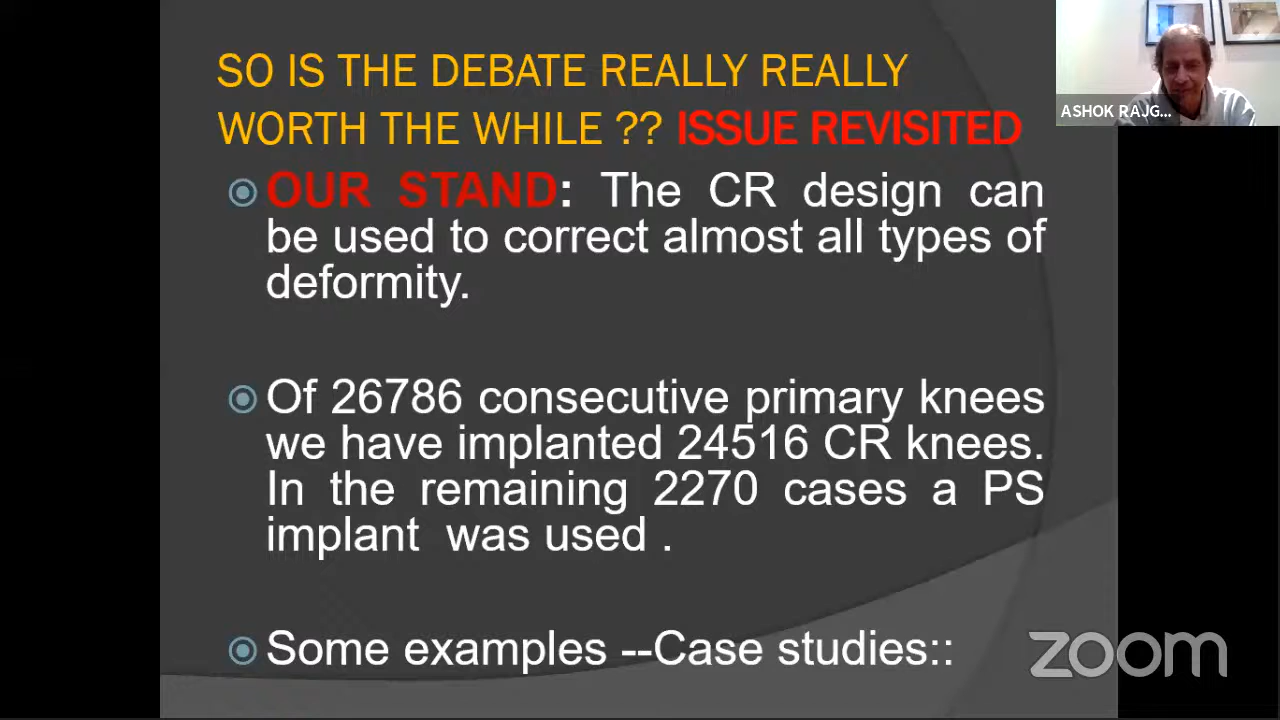 SO IS THE DEBATE REALLY REALLY
WORTH THE WHILE ?? ISSUE REVISITED
OUR STAND: The CR design can
be used to correct almost all types of
deformity.
Of 26786 consecutive primary knees
we have implanted 24516 CR knees.
In the remaining 2270 cases a PS
implant was used .
Some examples --Case studies::
ASHOK RAJG...
zoom